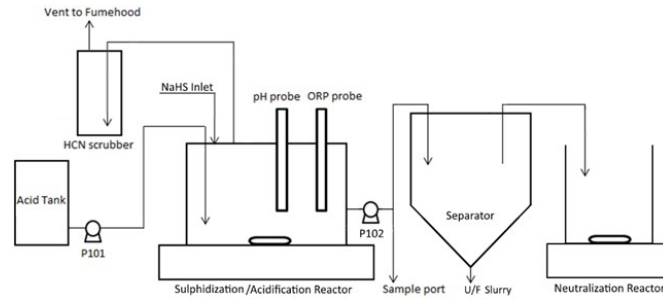 Vent to Fumehood
pH probe
ORP probe
NaHS Inlet
HCN scrubber
Acid Tank
P101
P102
Separator
Sulphidization/Acidification Reactor
Sample port
U/F Slurry
Neutralization Reactor